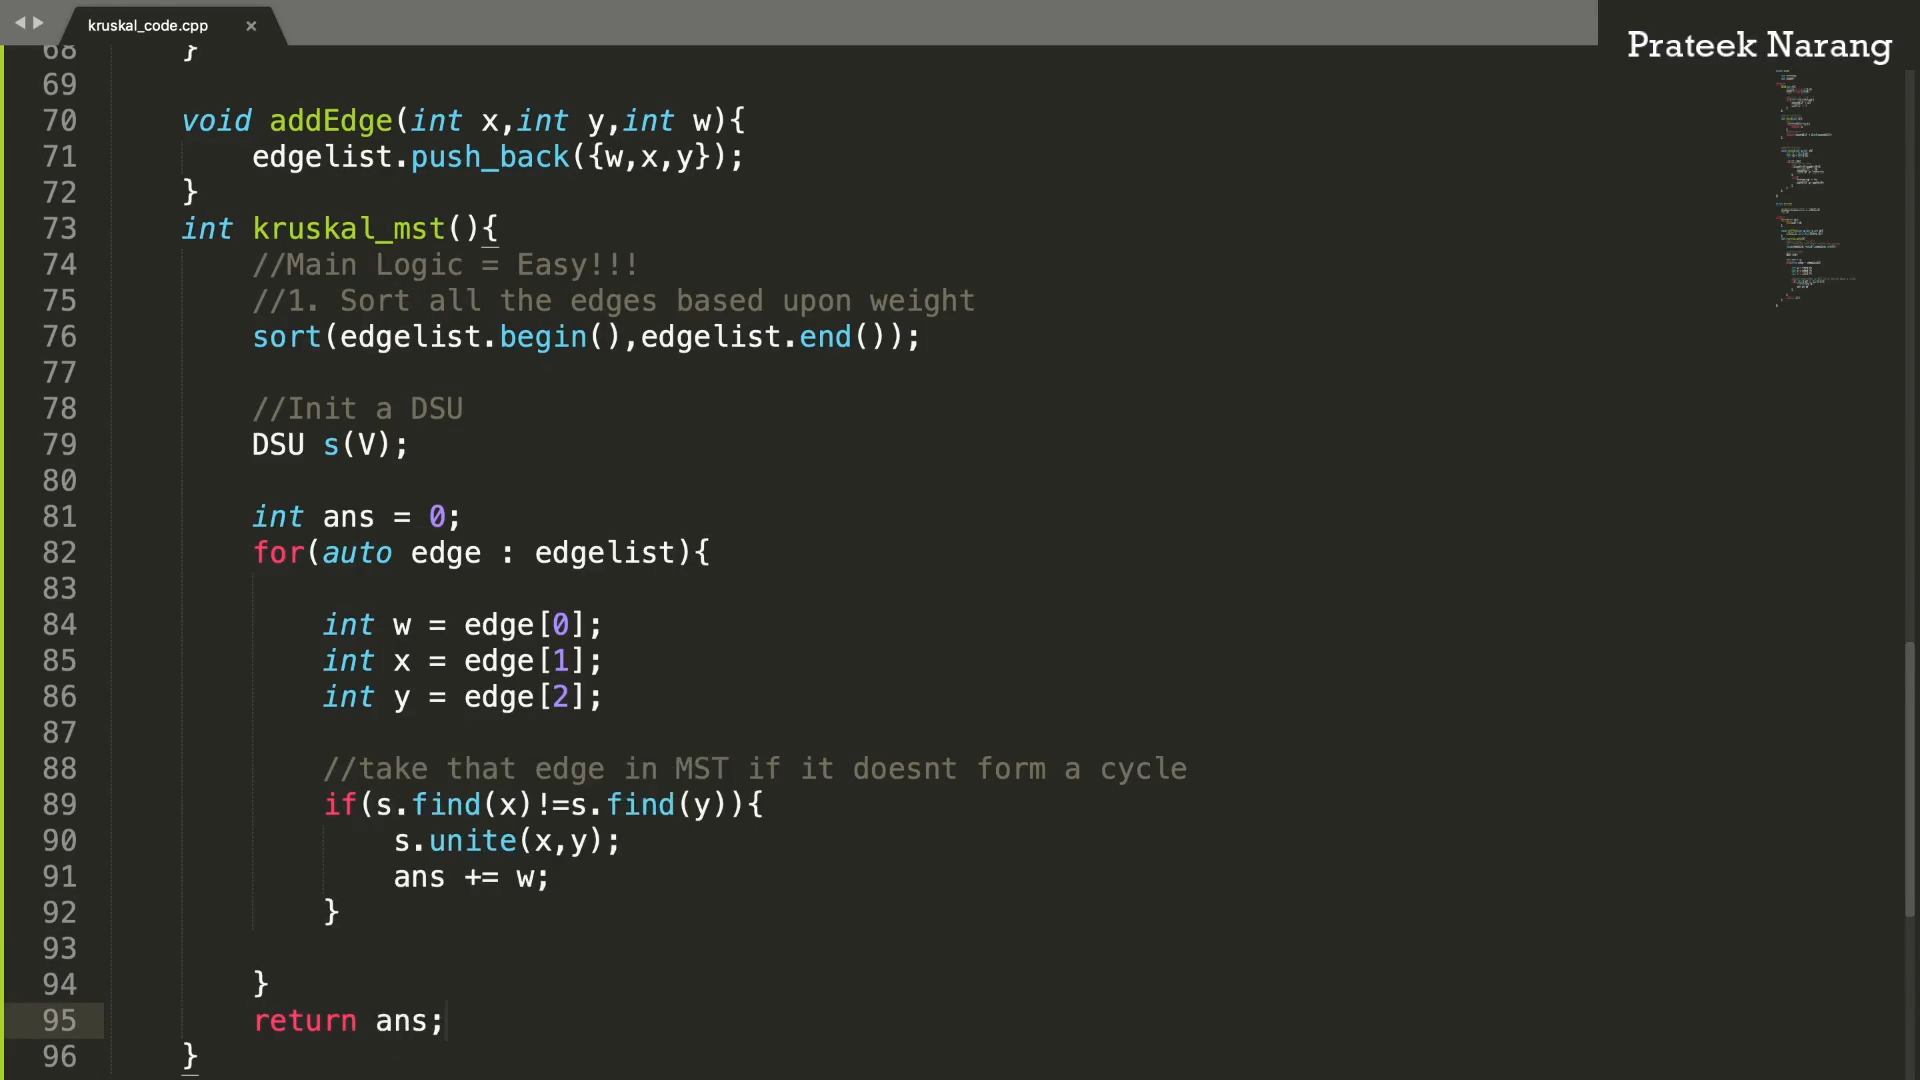 kruskal_code.cpp ×
Prateek Narang
68 }
69
70 void addEdge(int x,int y,int w){
71 edgelist.push_back({w,x,y});
72 }
73 int kruskal_mst(){
74 //Main Logic = Easy!!!
75 //1. Sort all the edges based upon weight
76 sort(edgelist.begin(),edgelist.end());
77
78 //Init a DSU
79 DSU s(V);
80
81 int ans = 0;
82 for(auto edge : edgelist){
83
84 int w = edge[0];
85 int x = edge[1];
86 int y = edge[2];
87
88 //take that edge in MST if it doesnt form a cycle
89 if(s.find(x)!=s.find(y)){
90 s.unite(x,y);
91 ans += w;
92 }
93
94 }
95 return ans;
96 }